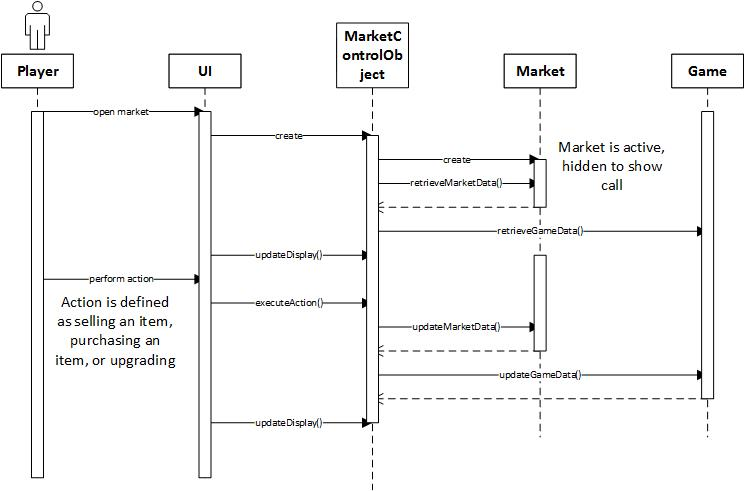 Player
UI
MarketC
ontrolOb
ject
Market
Game
open market
create
create
Market is active,
hidden to show
call
retrieveMarketData()
retrieveGameData()
updateDisplay()
perform action
Action is defined
as selling an item,
purchasing an
item, or upgrading
executeAction()
updateMarketData()
updateGameData()
updateDisplay()